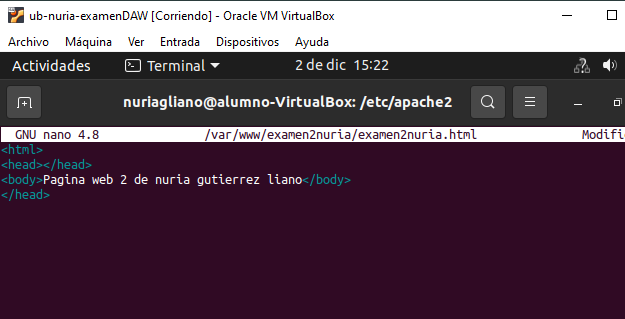 ub-nuria-examenDAW [Corriendo] - Oracle VM VirtualBox
Archivo Máquina Ver Entrada Dispositivos Ayuda
Actividades Terminal 2 de dic 15:22
nuriagliano@alumno-VirtualBox: /etc/apache2
GNU nano 4.8 /var/www/examen2nuria/examen2nuria.html Modific
<html>
<head></head>
<body>Pagina web 2 de nuria gutierrez liano</body>
</head>